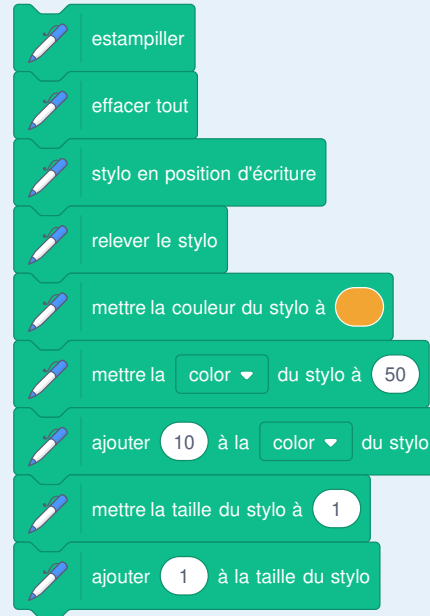 estampiller
effacer tout
stylo en position d'écriture
relever le stylo
mettre la couleur du stylo à
mettre la color du stylo à 50
ajouter 10 à la color du stylo
mettre la taille du stylo à 1
ajouter 1 à la taille du stylo